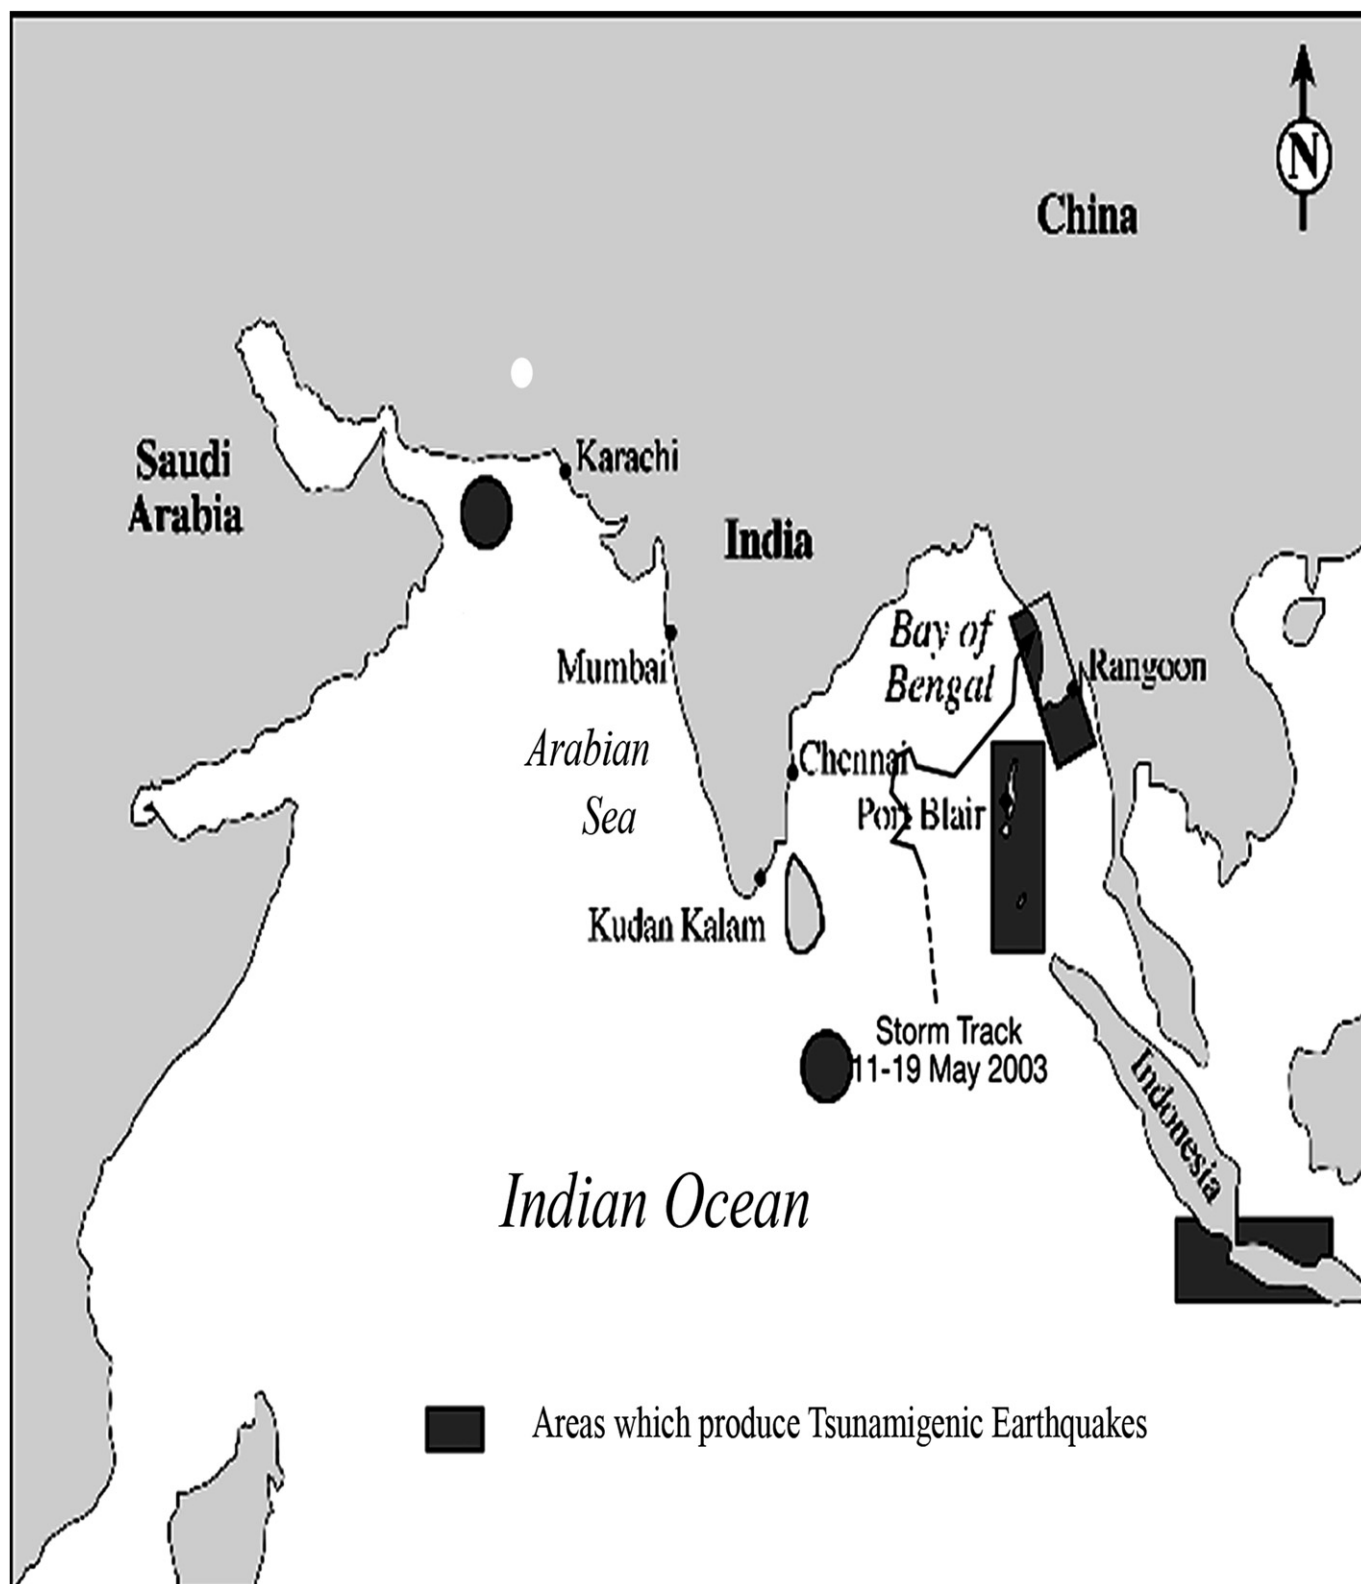 N
China
Karachi
Saudi
Arabia
India
Bay of
Bengal
Rangoon
Mumbai
Arabian
Sea
Chennai
Port Blair
Kudan Kalam
Storm Track
11-19 May 2003
Indonesia
Indian Ocean
Areas which produce Tsunamigenic Earthquakes